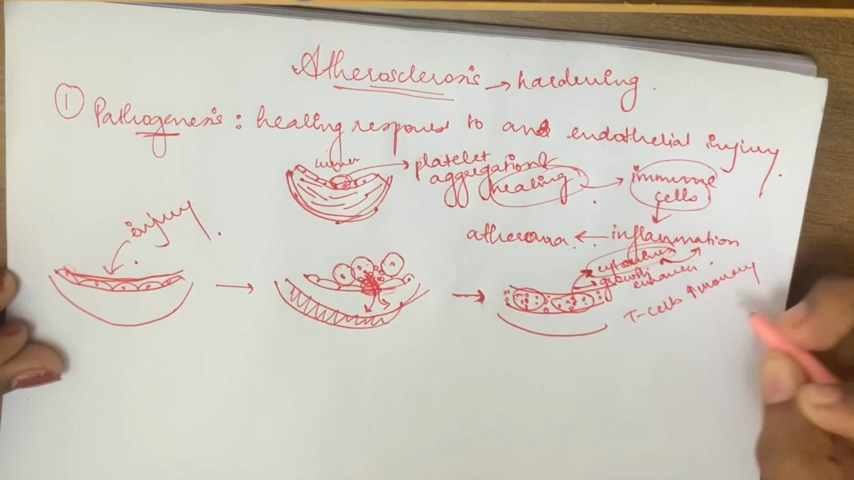 Atherosclerosis → hardening.
① Pathogenesis: healing response to an endothelial injury.
platelet aggregation
healing
immune cells
injury
inflammation
atheroma
cytokines
growth enhancer
T-cells